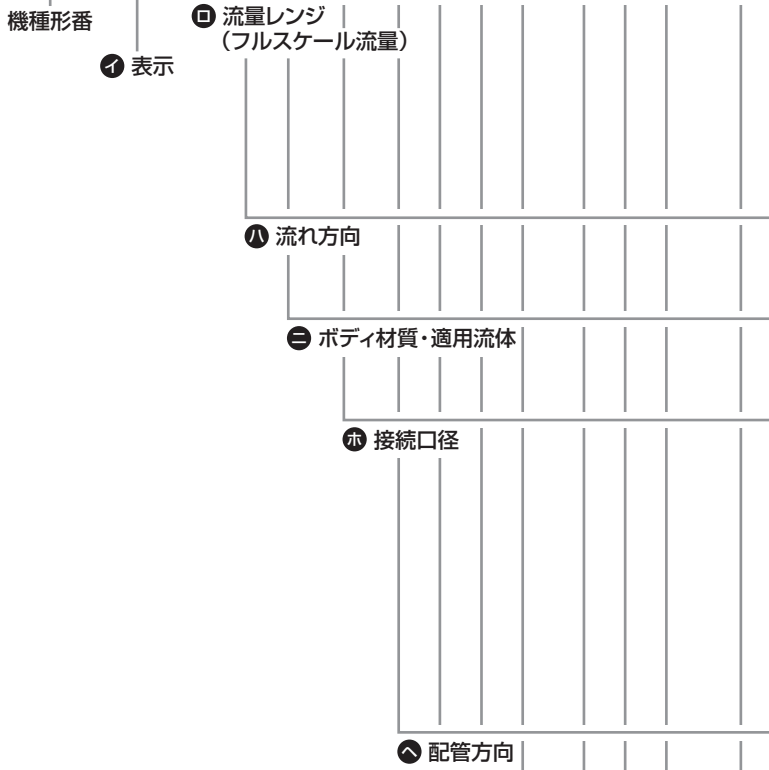 機種形番
ロ 流量レンジ
（フルスケール流量）
イ 表示
ハ 流れ方向
ニ ボディ材質・適用流体
ホ 接続口径
ヘ 配管方向